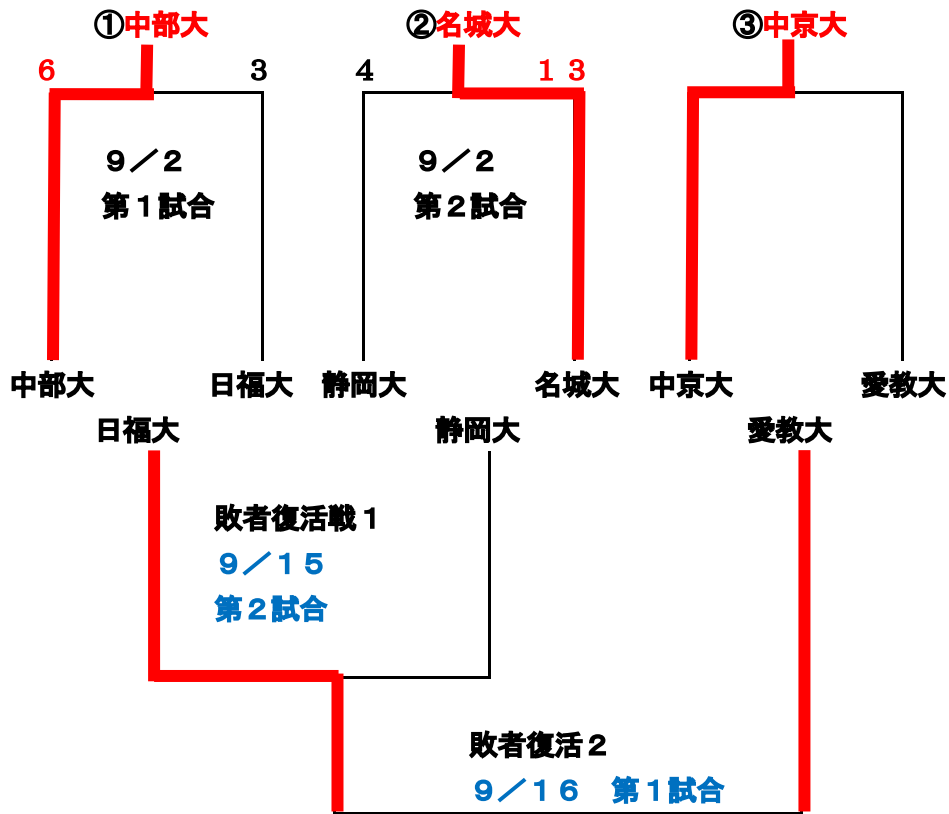 ①中部大 ②名城大 ③中京大
6 3 4 13
９／２ ９／２
第１試合 第２試合
中部大 日福大 静岡大 名城大 中京大 愛教大
日福大 静岡大 愛教大
敗者復活戦１
９／１５
第２試合
敗者復活２
９／１６ 第１試合